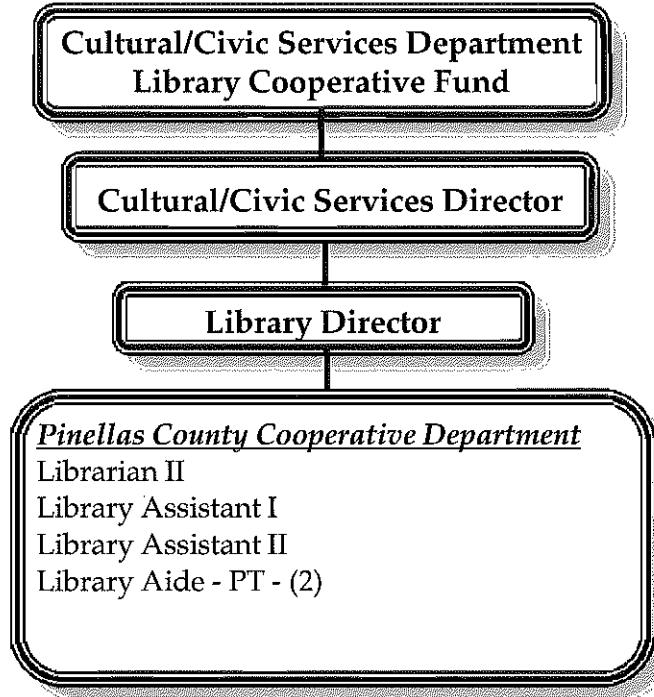 Cultural/Civic Services Department
Library Cooperative Fund
Cultural/Civic Services Director
Library Director
Pinellas County Cooperative Department
Librarian II
Library Assistant I
Library Assistant II
Library Aide - PT - (2)